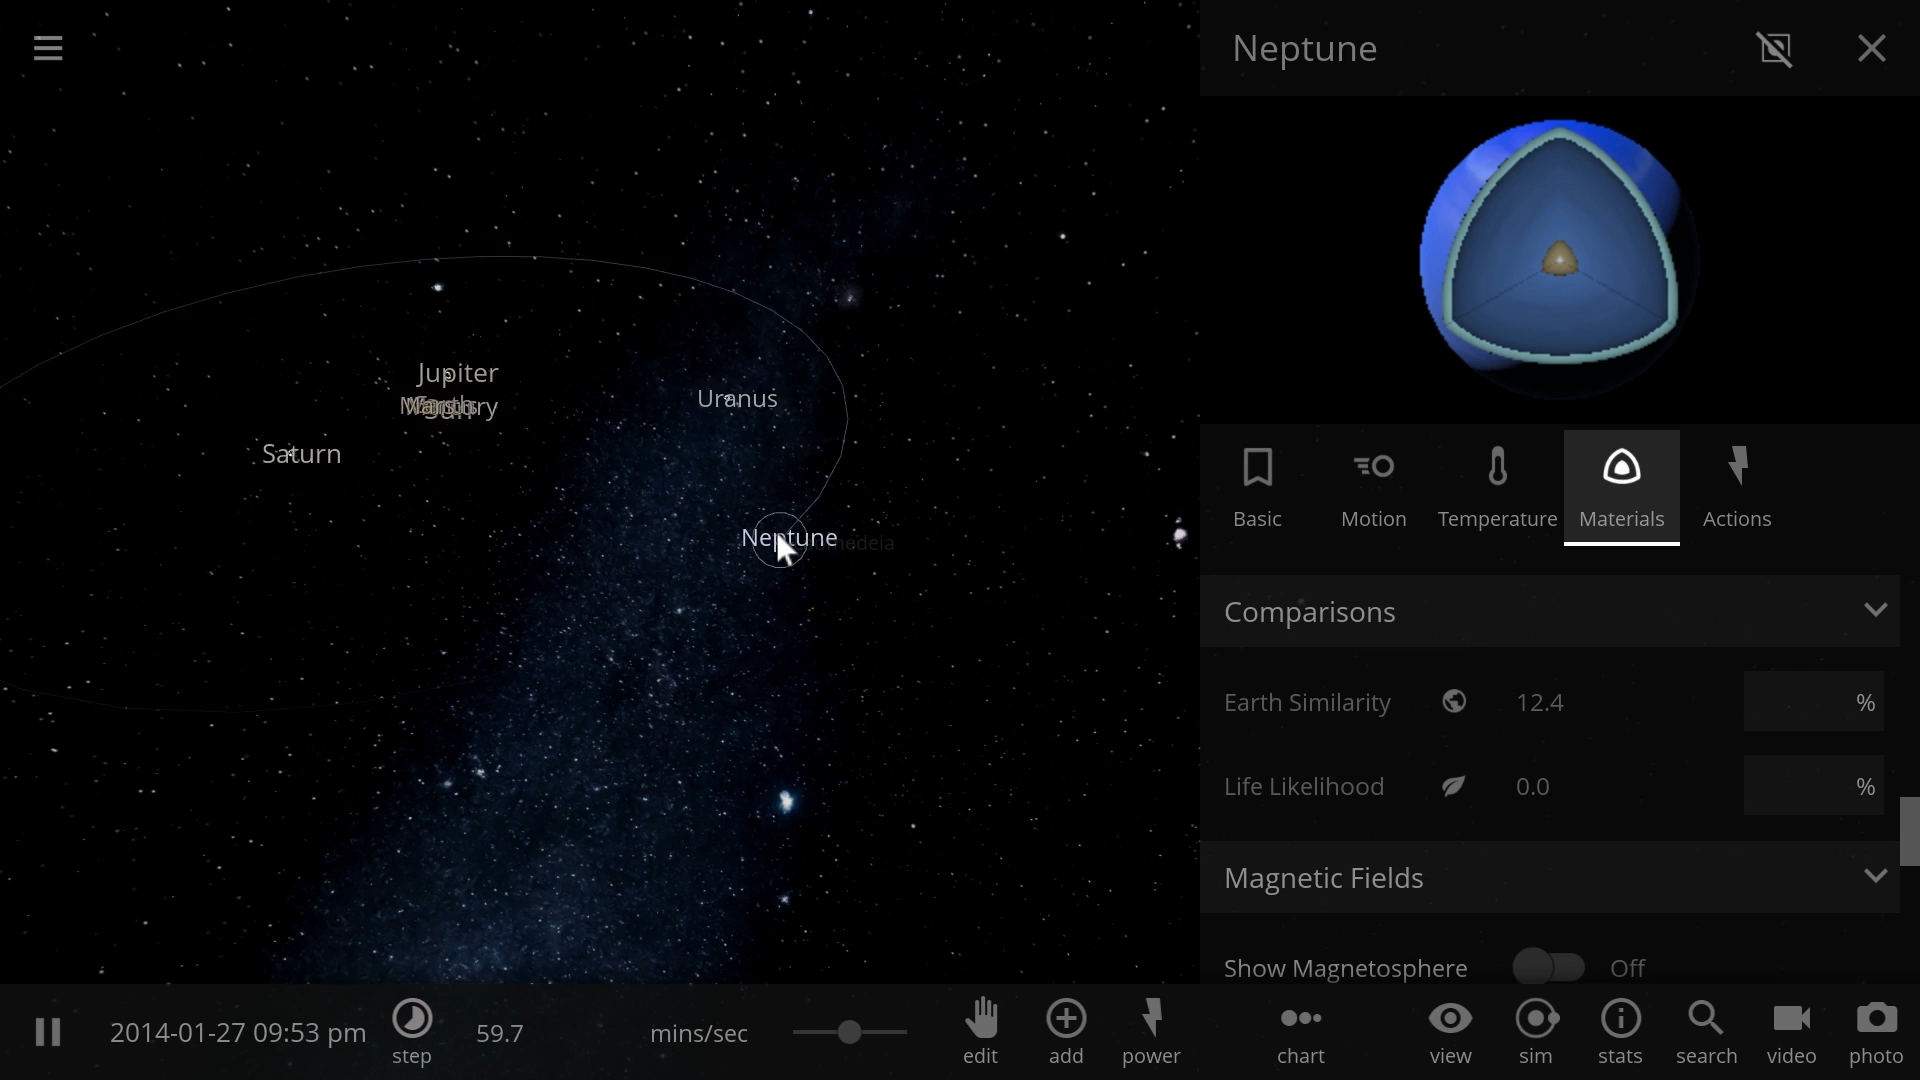 Neptune
Jupiter
Saturn
Uranus
Neptune
Basic
Motion
Temperature
Materials
Actions
Comparisons
Earth Similarity 12.4 %
Life Likelihood 0.0 %
Magnetic Fields
Show Magnetosphere Off
2014-01-27 09:53 pm
step
59.7
mins/sec
edit
add
power
chart
view
sim
stats
search
video
photo